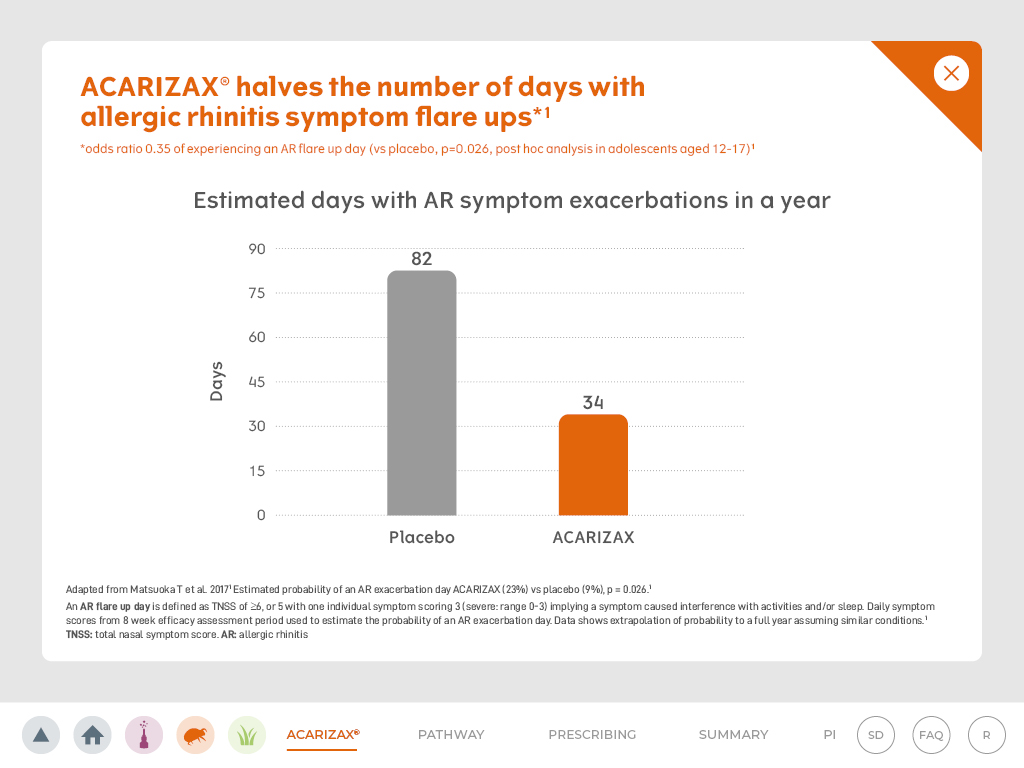 ACARIZAX® halves the number of days with
allergic rhinitis symptom flare ups*¹
*odds ratio 0.35 of experiencing an AR flare up day (vs placebo, p=0.026, post hoc analysis in adolescents aged 12-17)¹
Estimated days with AR symptom exacerbations in a year
90
75
60
45
30
15
0
Days
82
34
Placebo
ACARIZAX
Adapted from Matsuoka T et al. 2017¹ Estimated probability of an AR exacerbation day ACARIZAX (23%) vs placebo (9%), p = 0.026.¹
An AR flare up day is defined as TNSS of ≥6, or 5 with one individual symptom scoring 3 (severe: range 0-3) implying a symptom caused interference with activities and/or sleep. Daily symptom
scores from 8 week efficacy assessment period used to estimate the probability of an AR exacerbation day. Data shows extrapolation of probability to a full year assuming similar conditions.¹
TNSS: total nasal symptom score. AR: allergic rhinitis
ACARIZAX®
PATHWAY
PRESCRIBING
SUMMARY
PI
SD
FAQ
R